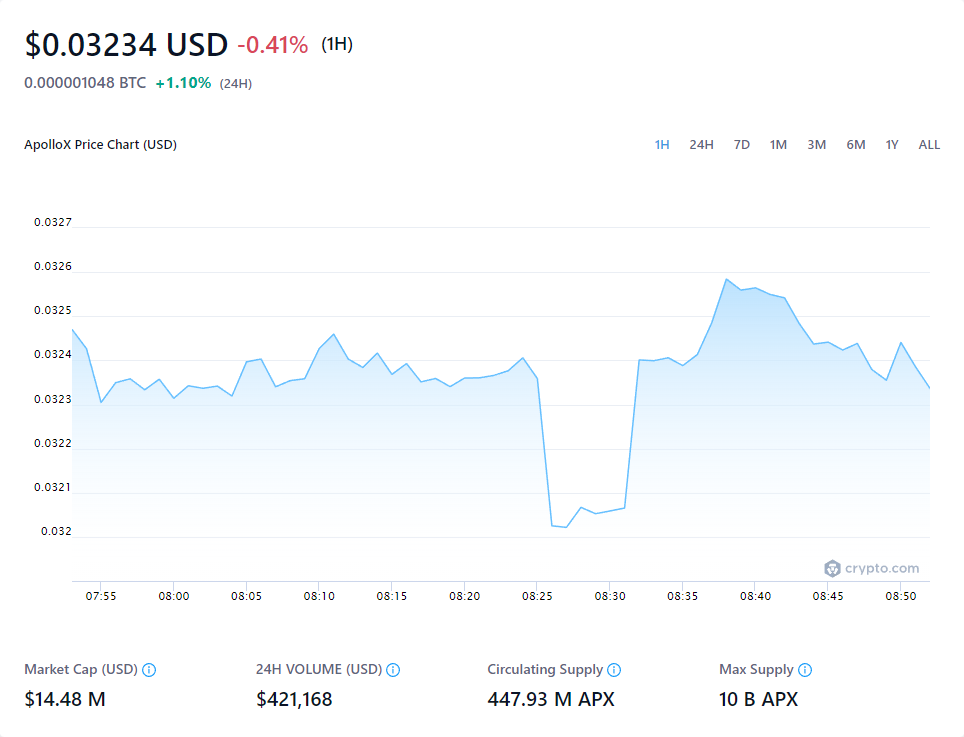 $0.03234 USD -0.41% (1H)
0.000001048 BTC +1.10% (24H)
ApolloX Price Chart (USD) 1H 24H 7D 1M 3M 6M 1Y ALL
0.0327
0.0326
0.0325
0.0324
0.0323
0.0322
0.0321
0.032
crypto.com
07:55 08:00 08:05 08:10 08:15 08:20 08:25 08:30 08:35 08:40 08:45 08:50
Market Cap (USD) 24H VOLUME (USD) Circulating Supply Max Supply
$14.48 M $421,168 447.93 M APX 10 B APX